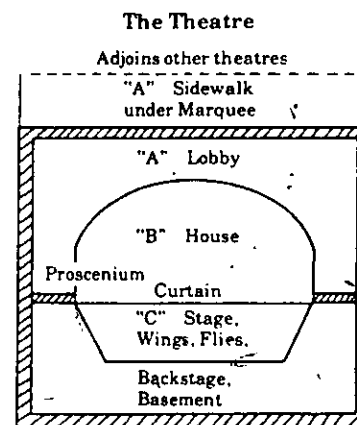 The Theatre
Adjoins other theatres
"A" Sidewalk
under Marquee
"A" Lobby
"B" House
Proscenium
Curtain
"C" Stage,
Wings, Flies,
Backstage,
Basement